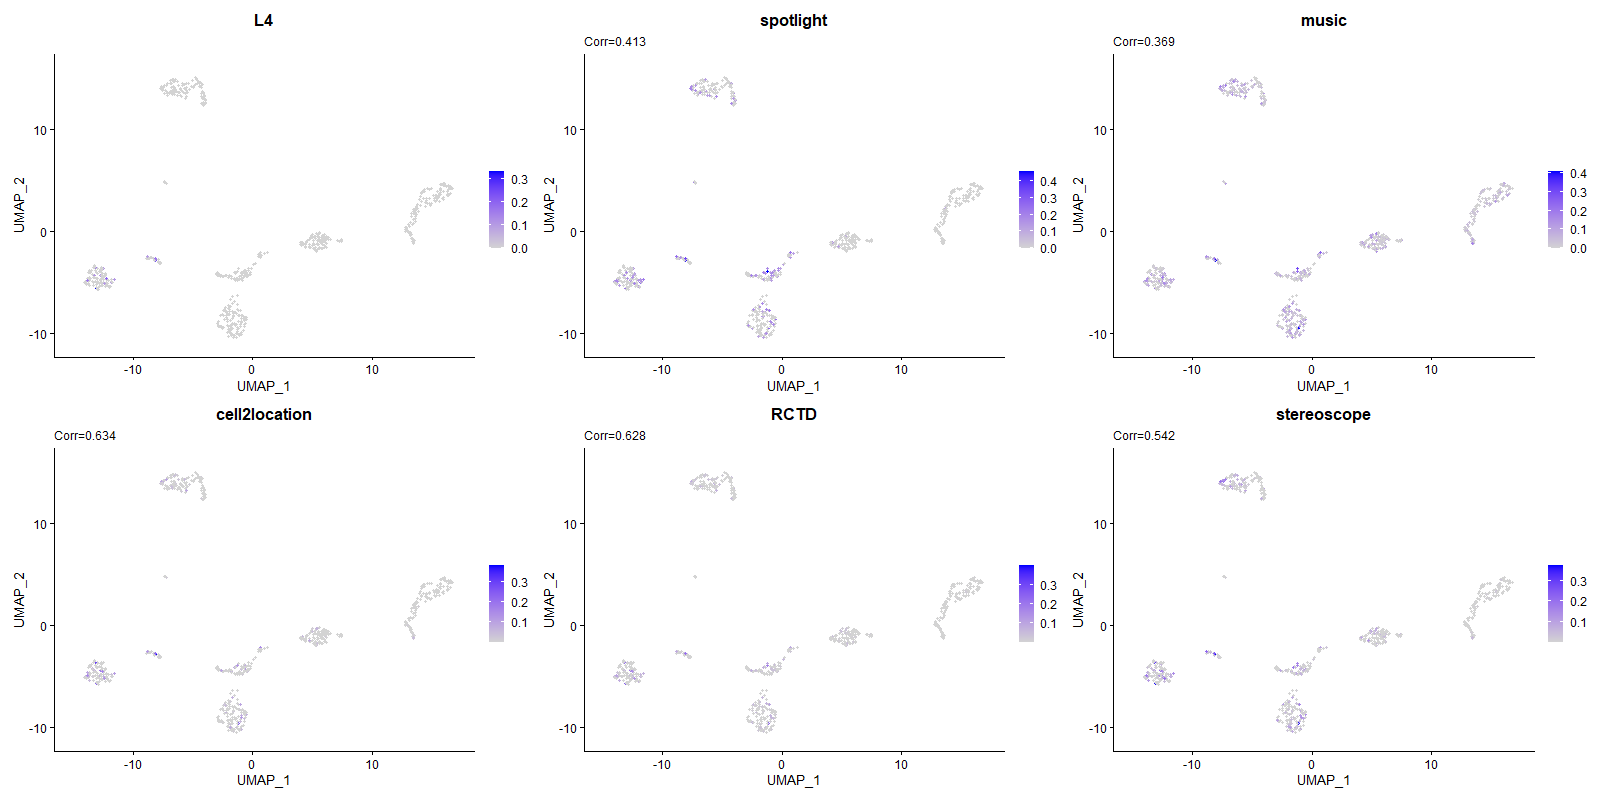 L4
UMAP_2
10
0
-10
-10
0
10
UMAP_1
0.3
0.2
0.1
0.0
spotlight
Corr=0.413
UMAP_2
10
0
-10
-10
0
10
UMAP_1
0.4
0.3
0.2
0.1
0.0
music
Corr=0.369
UMAP_2
10
0
-10
-10
0
10
UMAP_1
0.4
0.3
0.2
0.1
0.0
cell2location
Corr=0.634
UMAP_2
10
0
-10
-10
0
10
UMAP_1
0.3
0.2
0.1
RCTD
Corr=0.628
UMAP_2
10
0
-10
-10
0
10
UMAP_1
0.3
0.2
0.1
stereoscope
Corr=0.542
UMAP_2
10
0
-10
-10
0
10
UMAP_1
0.3
0.2
0.1